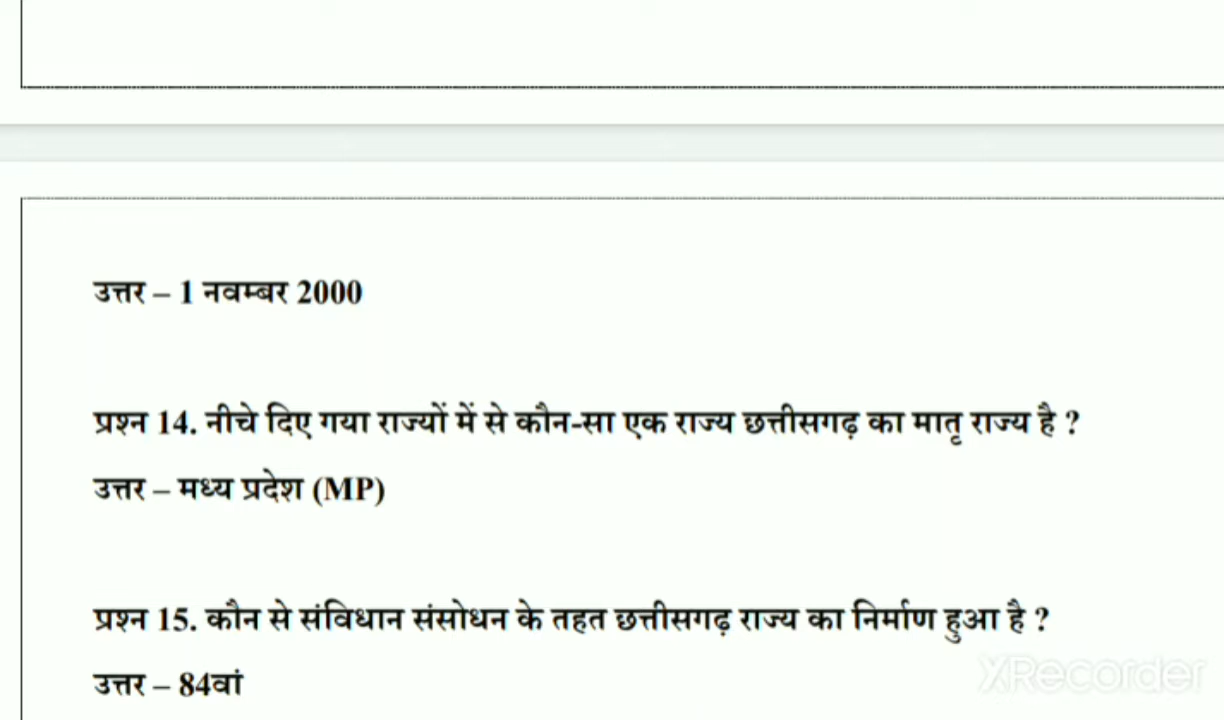 उत्तर – 1 नवम्बर 2000
प्रश्न 14. नीचे दिए गया राज्यों में से कौन-सा एक राज्य छत्तीसगढ़ का मातृ राज्य है ?
उत्तर – मध्य प्रदेश (MP)
प्रश्न 15. कौन से संविधान संसोधन के तहत छत्तीसगढ़ राज्य का निर्माण हुआ है ?
उत्तर – 84वां
XRecorder